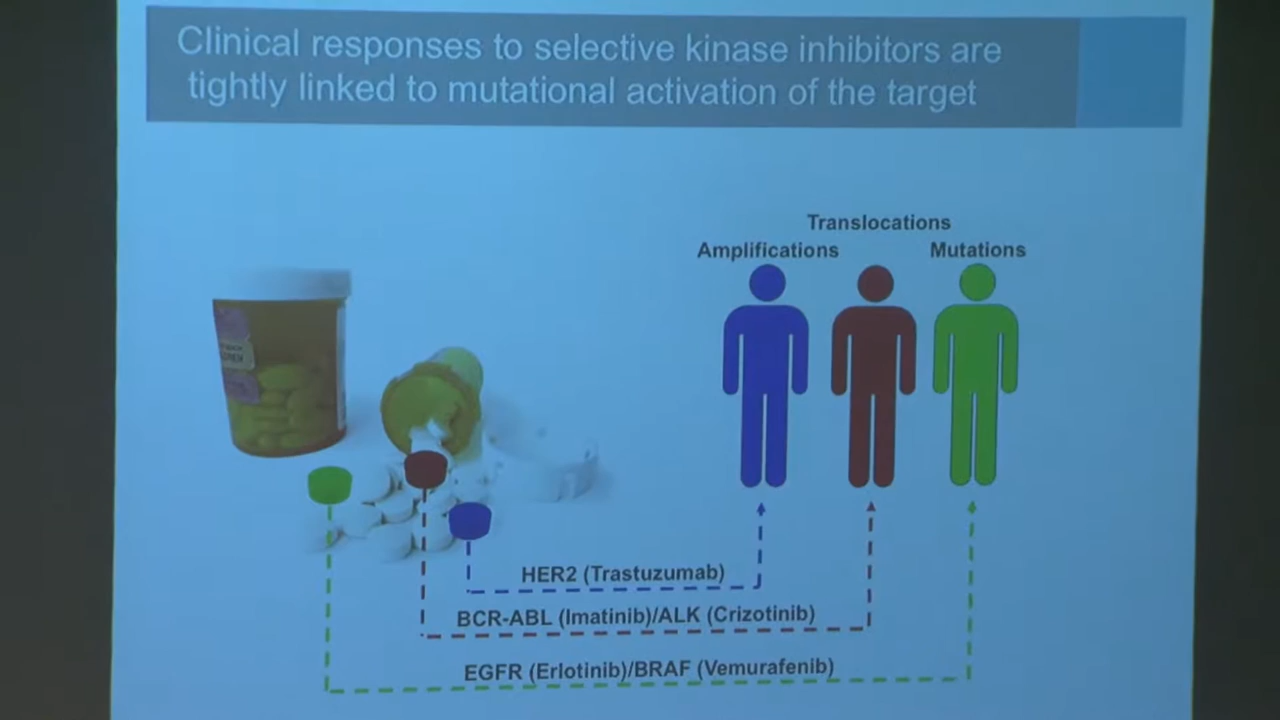 Clinical responses to selective kinase inhibitors are
tightly linked to mutational activation of the target
Translocations
Amplifications
Mutations
HER2 (Trastuzumab)
BCR-ABL (Imatinib)/ALK (Crizotinib)
EGFR (Erlotinib)/BRAF (Vemurafenib)